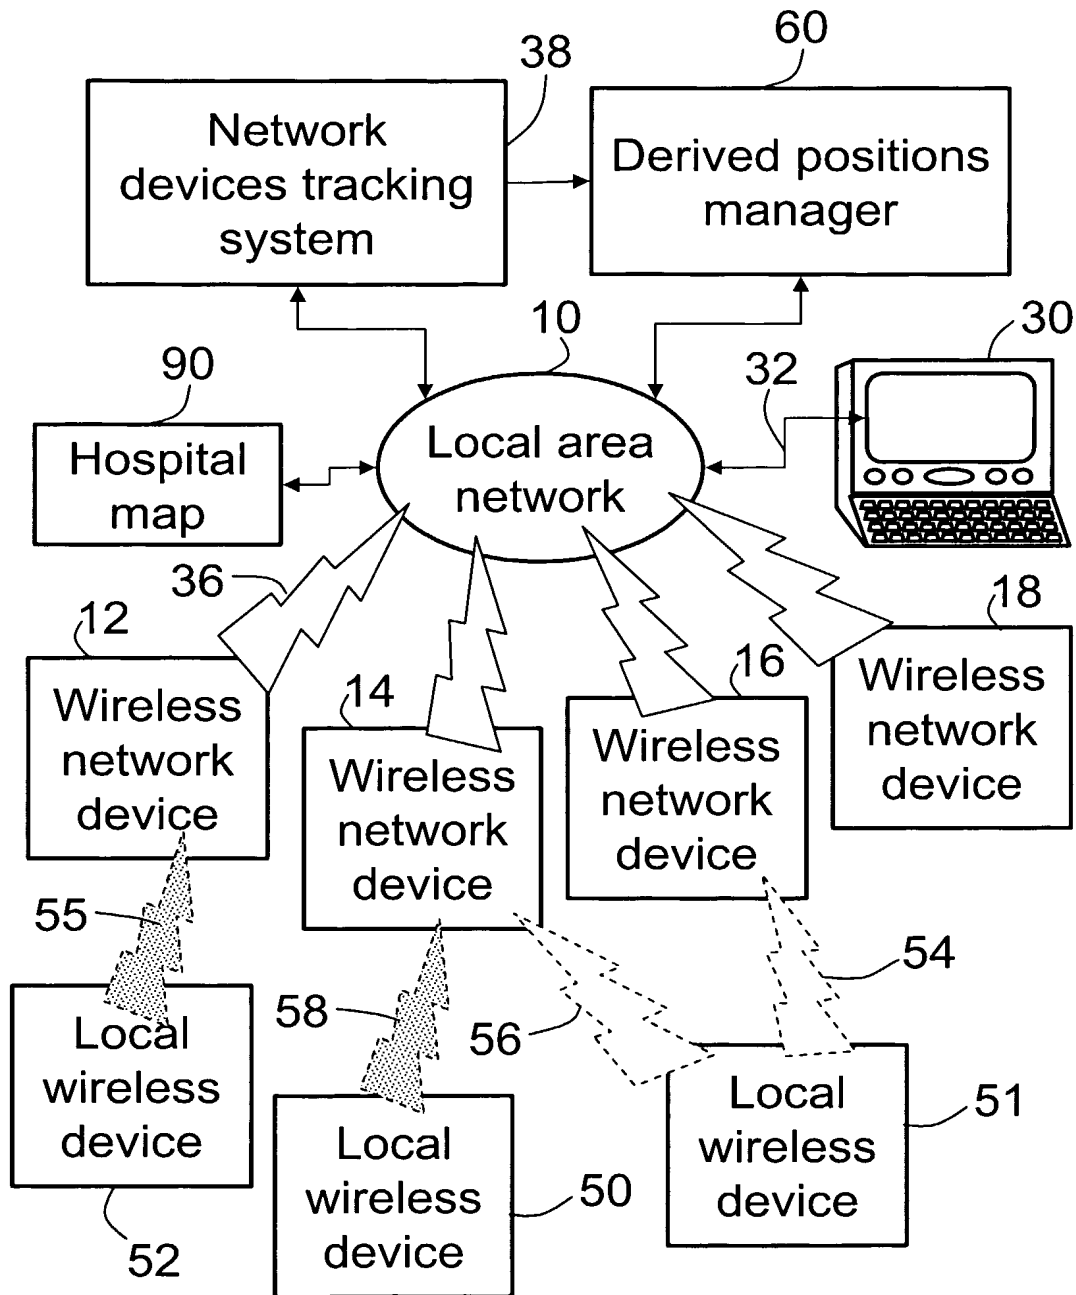 60
38
Network
devices tracking
system
Derived positions
manager
10
30
32
90
Hospital
map
Local area
network
36
12
18
16
14
Wireless
network
device
Wireless
network
device
Wireless
network
device
Wireless
network
device
55
54
58
56
Local
wireless
device
Local
wireless
device
Local
wireless
device
51
50
52